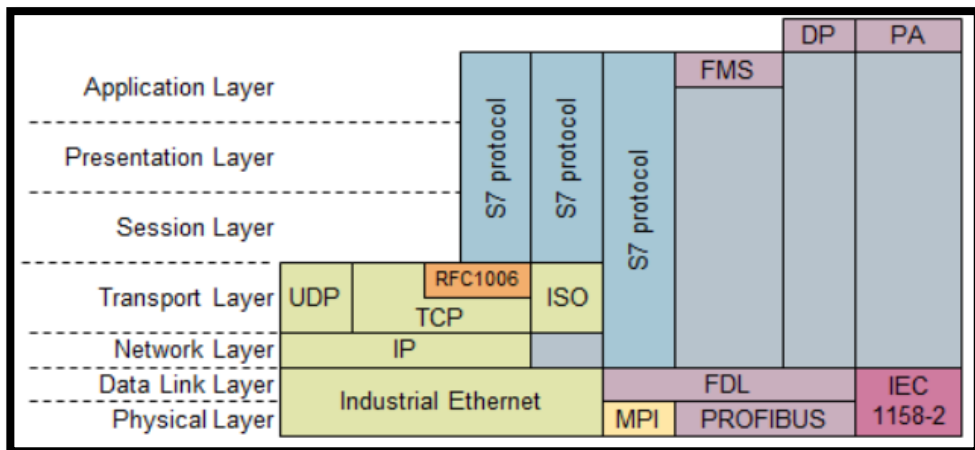 DP PA
Application Layer FMS
S7 protocol S7 protocol S7 protocol
Presentation Layer
Session Layer
Transport Layer UDP RFC1006 ISO
TCP
Network Layer IP
Data Link Layer Industrial Ethernet FDL IEC
Physical Layer MPI PROFIBUS 1158-2